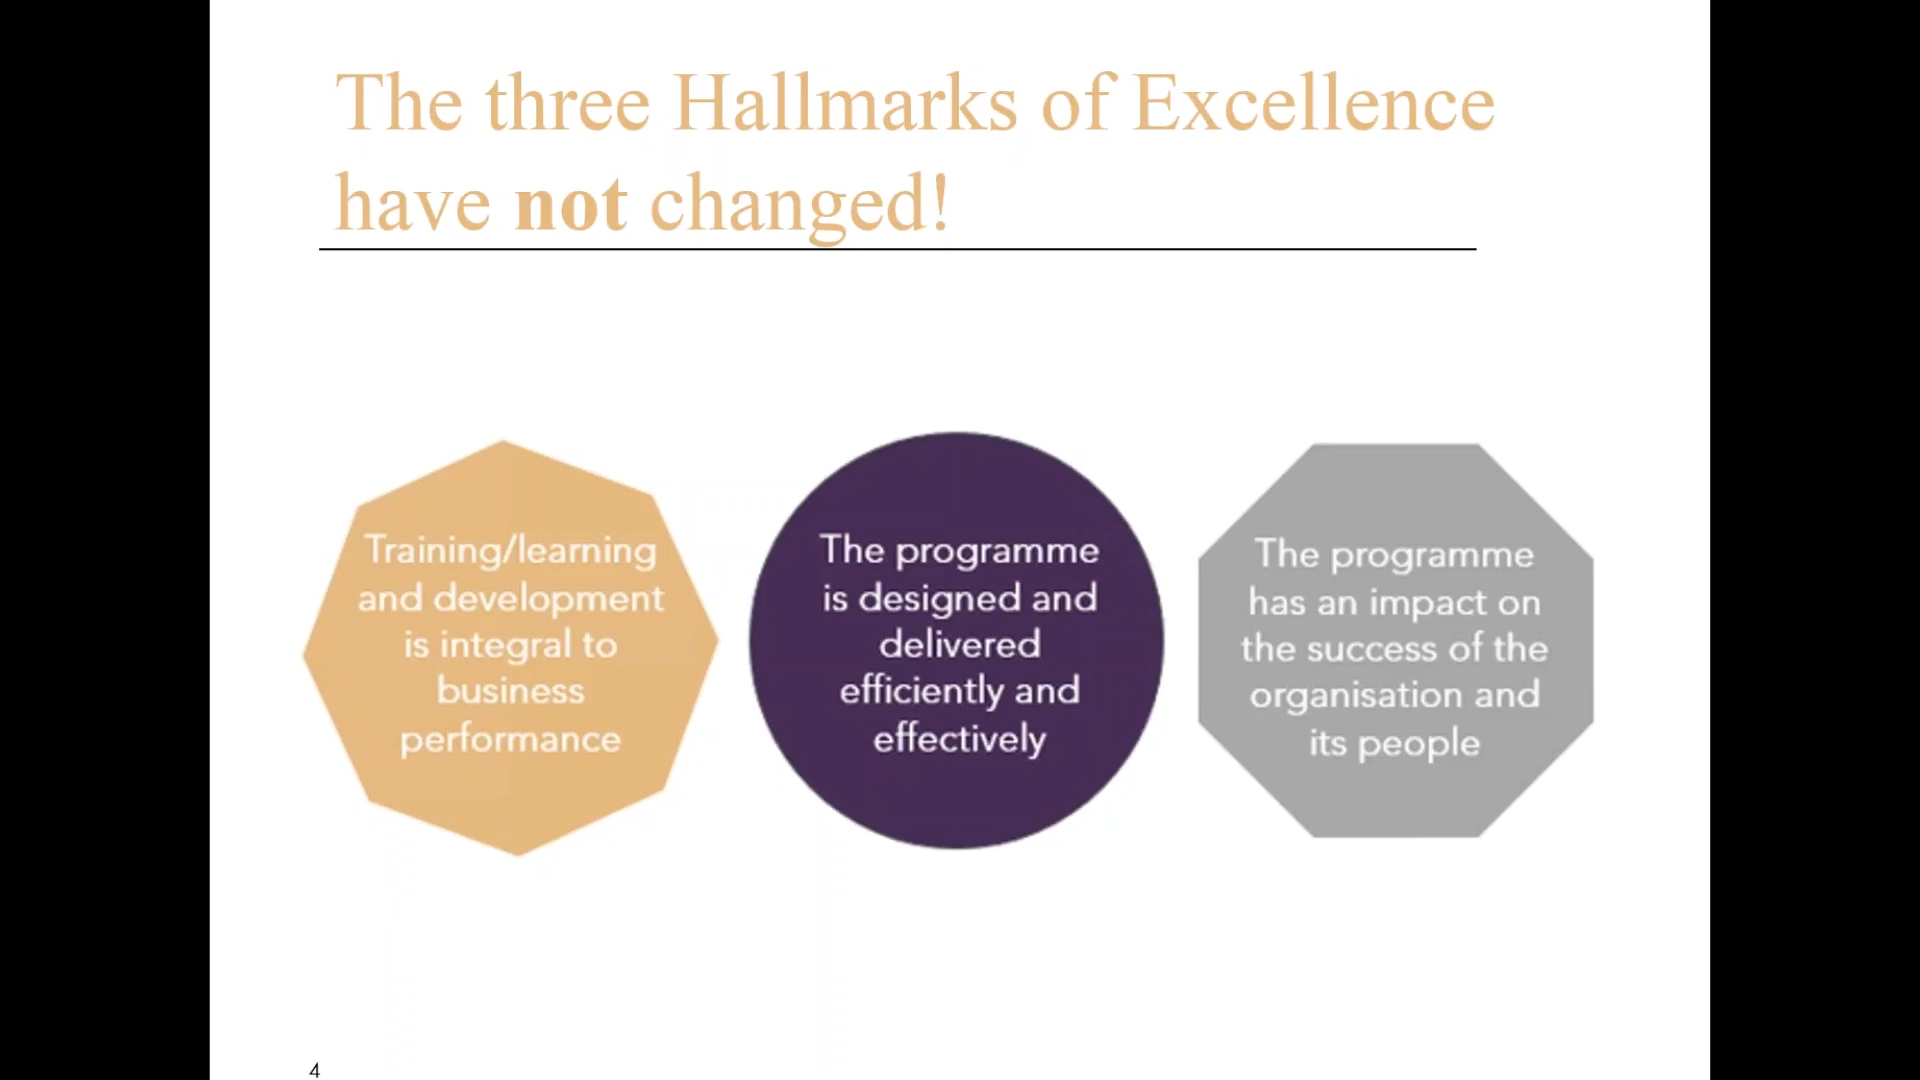 The three Hallmarks of Excellence
have not changed!
Training/learning
and development
is integral to
business
performance
The programme
is designed and
delivered
efficiently and
effectively
The programme
has an impact on
the success of the
organisation and
its people
4